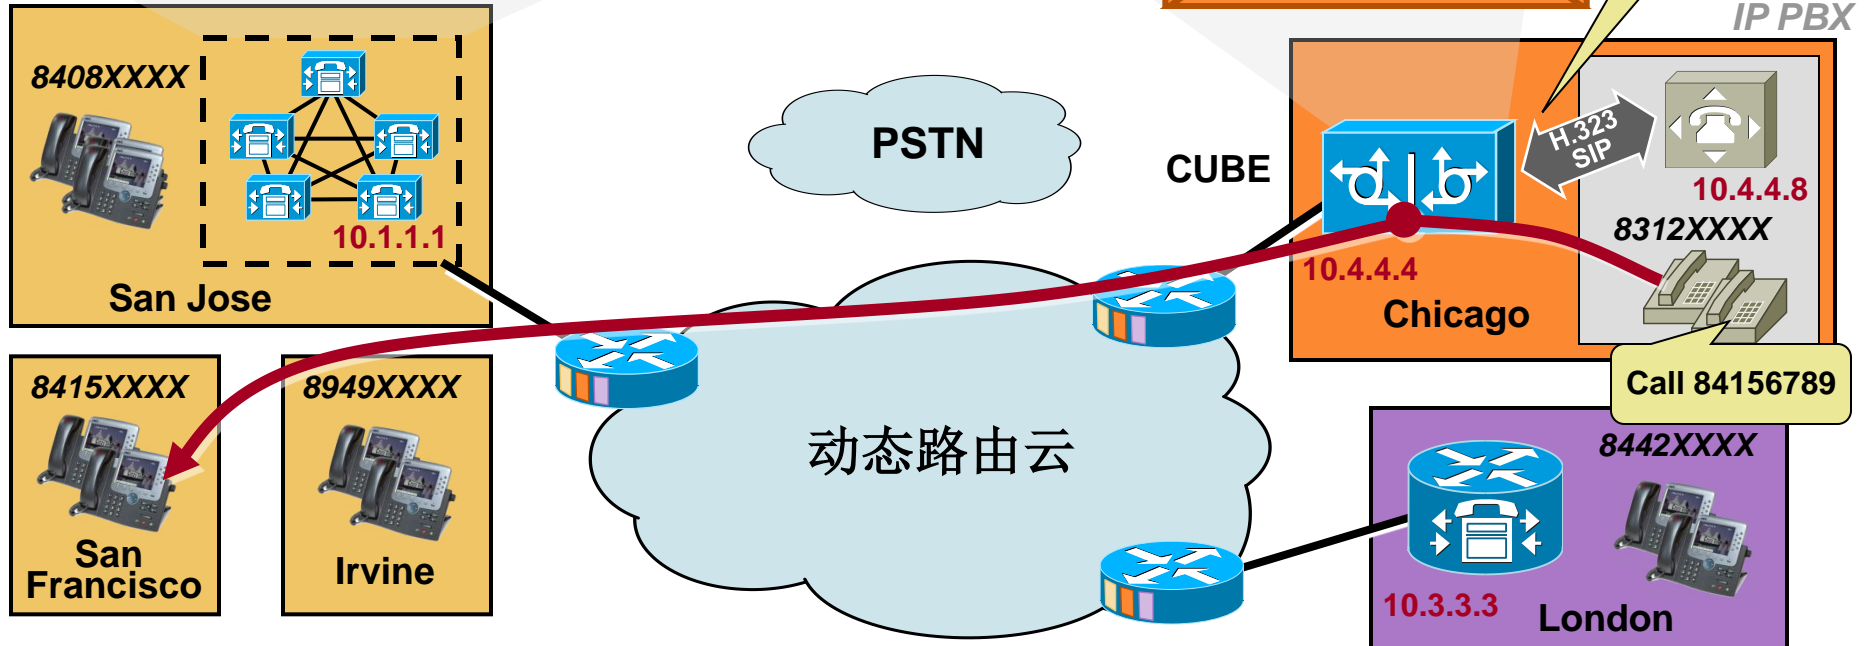 IP PBX
8408XXXX
10.1.1.1
San Jose
PSTN
CUBE
H.323
SIP
10.4.4.8
8312XXXX
10.4.4.4
Chicago
Call 84156789
8415XXXX
San
Francisco
8949XXXX
Irvine
动态路由云
8442XXXX
10.3.3.3
London